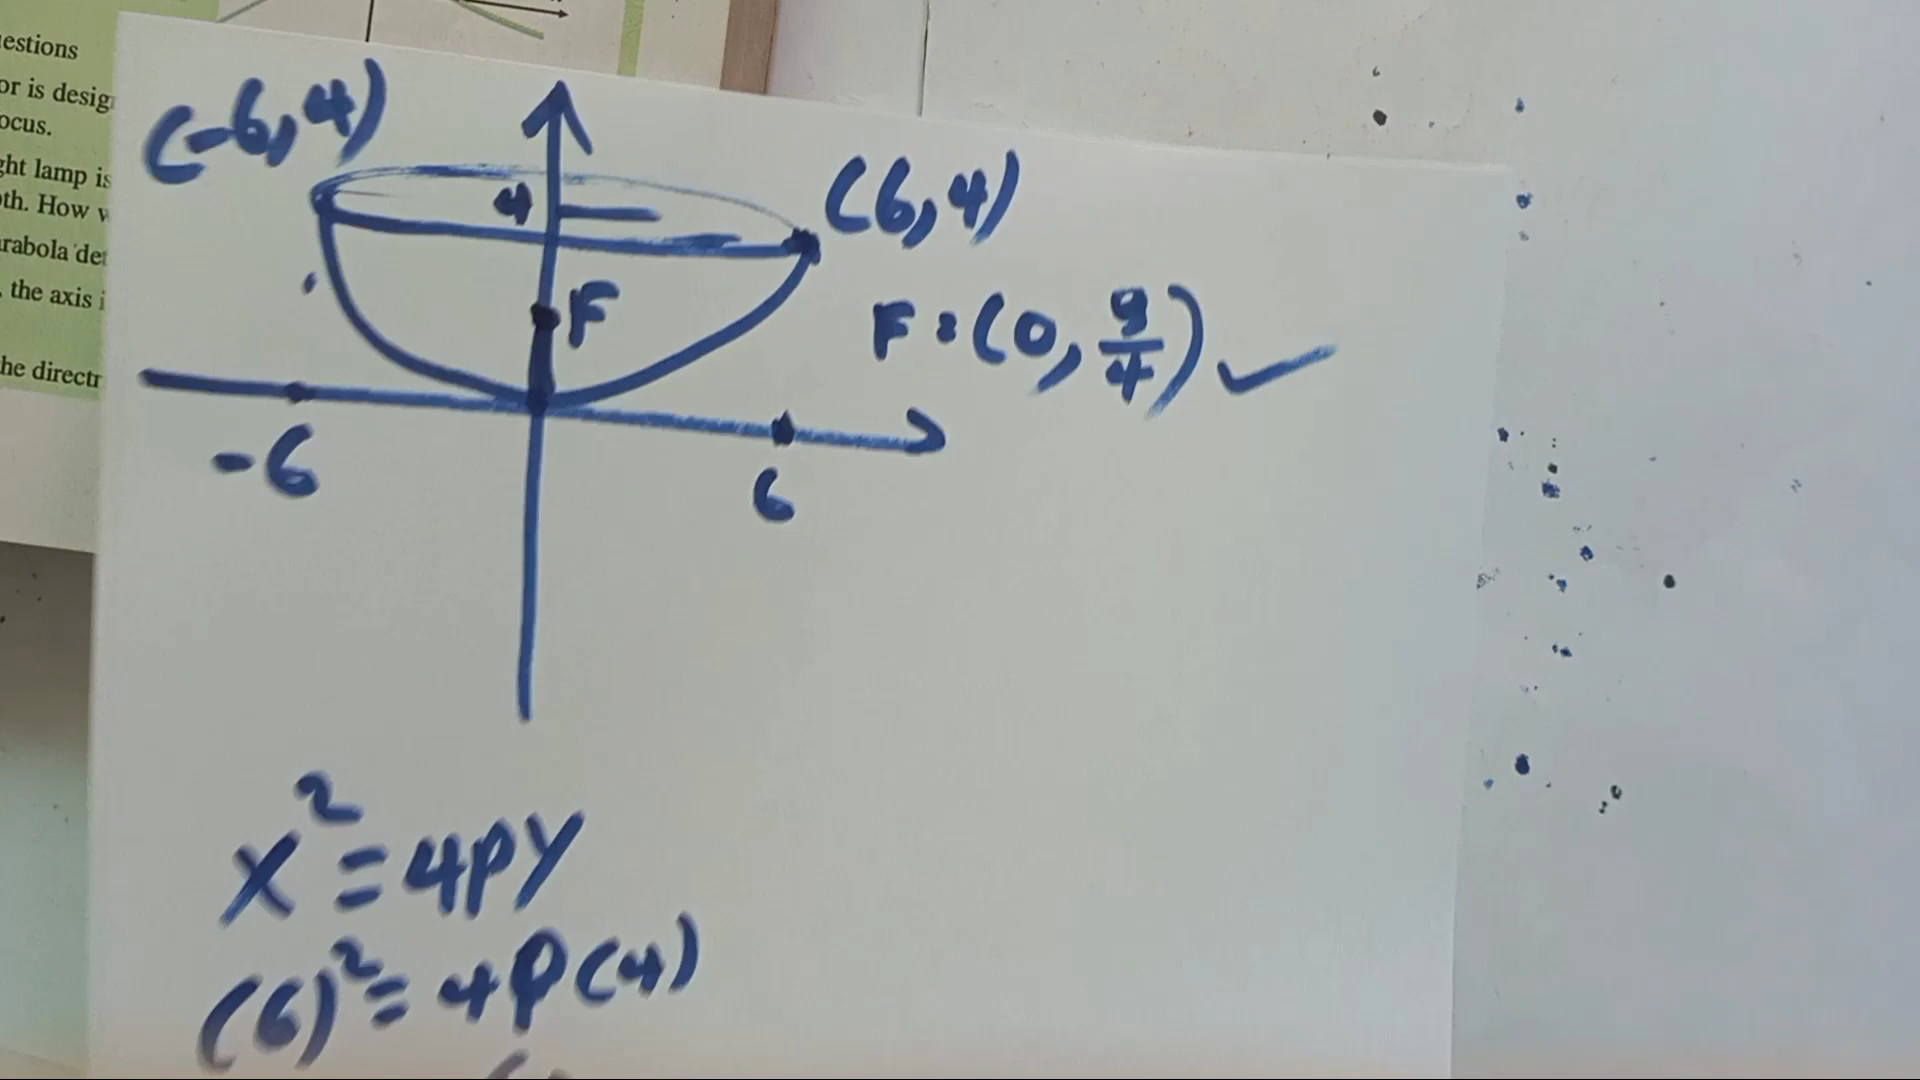 estions
or is desig
ocus.
ght lamp is
th. How
rabola det
, the axis i
he directr
(-6, 4)
4
(6, 4)
F
F : (0, 9/4) ✓
-6
6
x² = 4py
(6)² = 4p(4)